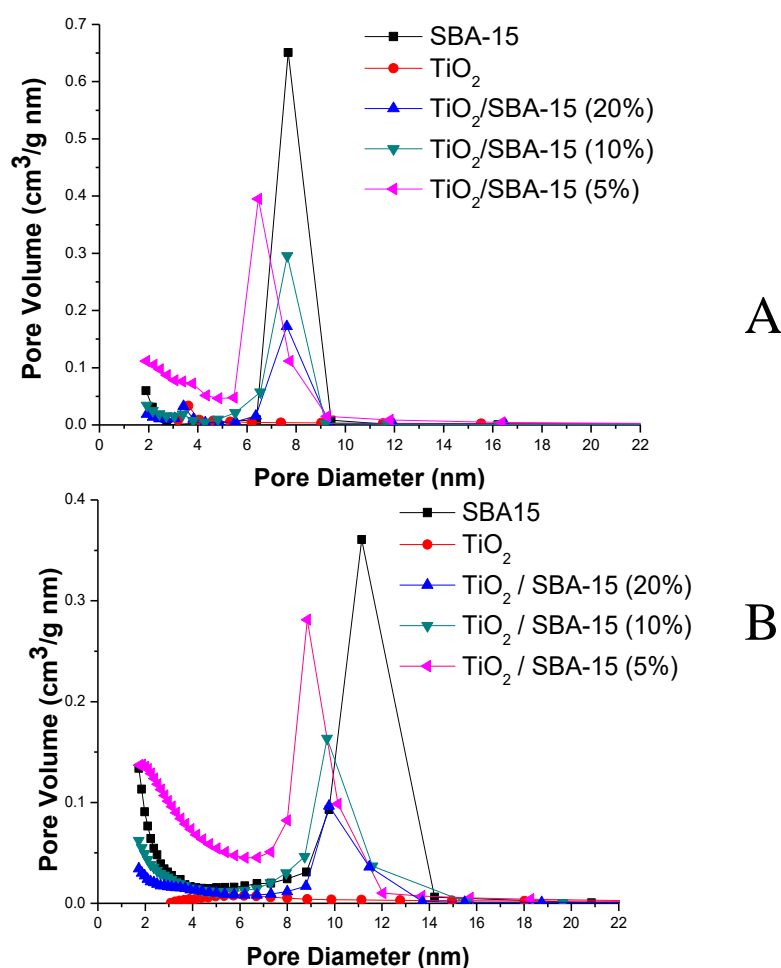 0.7
0.6
0.5
0.4
0.3
0.2
0.1
0.0
Pore Volume (cm³/g nm)
SBA-15
TiO₂
TiO₂/SBA-15 (20%)
TiO₂/SBA-15 (10%)
TiO₂/SBA-15 (5%)
0 2 4 6 8 10 12 14 16 18 20 22
Pore Diameter (nm)
A
0.4
0.3
0.2
0.1
0.0
Pore Volume (cm³/g nm)
SBA15
TiO₂
TiO₂ / SBA-15 (20%)
TiO₂ / SBA-15 (10%)
TiO₂ / SBA-15 (5%)
0 2 4 6 8 10 12 14 16 18 20 22
Pore Diameter (nm)
B